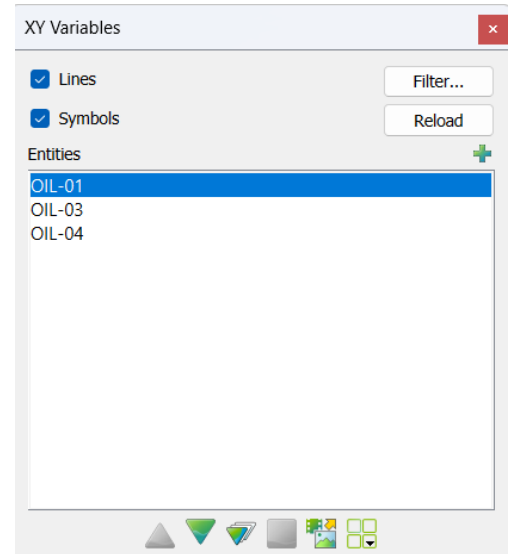 XY Variables
Lines
Filter...
Symbols
Reload
Entities
OIL-01
OIL-03
OIL-04